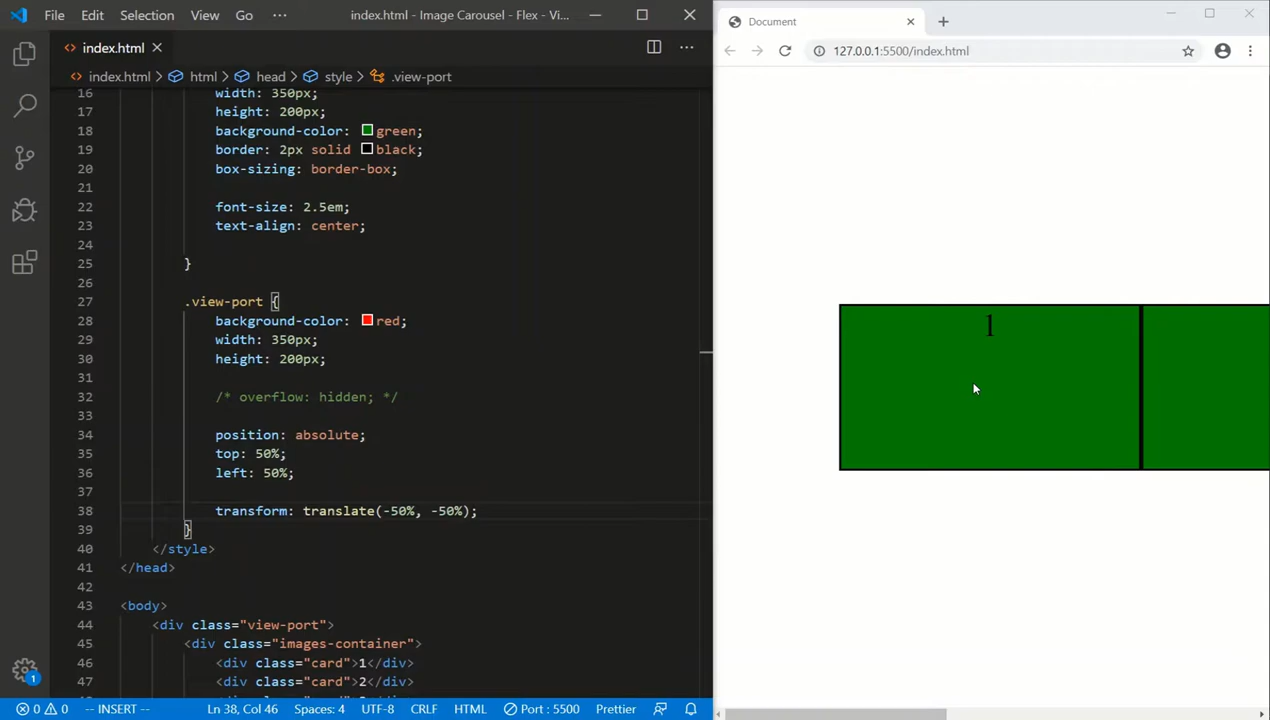 File Edit Selection View Go ··· index.html - Image Carousel - Flex - Vi...
index.html
index.html > html > head > style > .view-port
16 width: 350px;
17 height: 200px;
18 background-color: green;
19 border: 2px solid black;
20 box-sizing: border-box;
21
22 font-size: 2.5em;
23 text-align: center;
24
25 }
26
27 .view-port {
28 background-color: red;
29 width: 350px;
30 height: 200px;
31
32 /* overflow: hidden; */
33
34 position: absolute;
35 top: 50%;
36 left: 50%;
37
38 transform: translate(-50%, -50%);
39 }
40 </style>
41 </head>
42
43 <body>
44 <div class="view-port">
45 <div class="images-container">
46 <div class="card">1</div>
47 <div class="card">2</div>
1
0 0 -- INSERT -- Ln 38, Col 46 Spaces: 4 UTF-8 CRLF HTML Port : 5500 Prettier
Document
127.0.0.1:5500/index.html
1